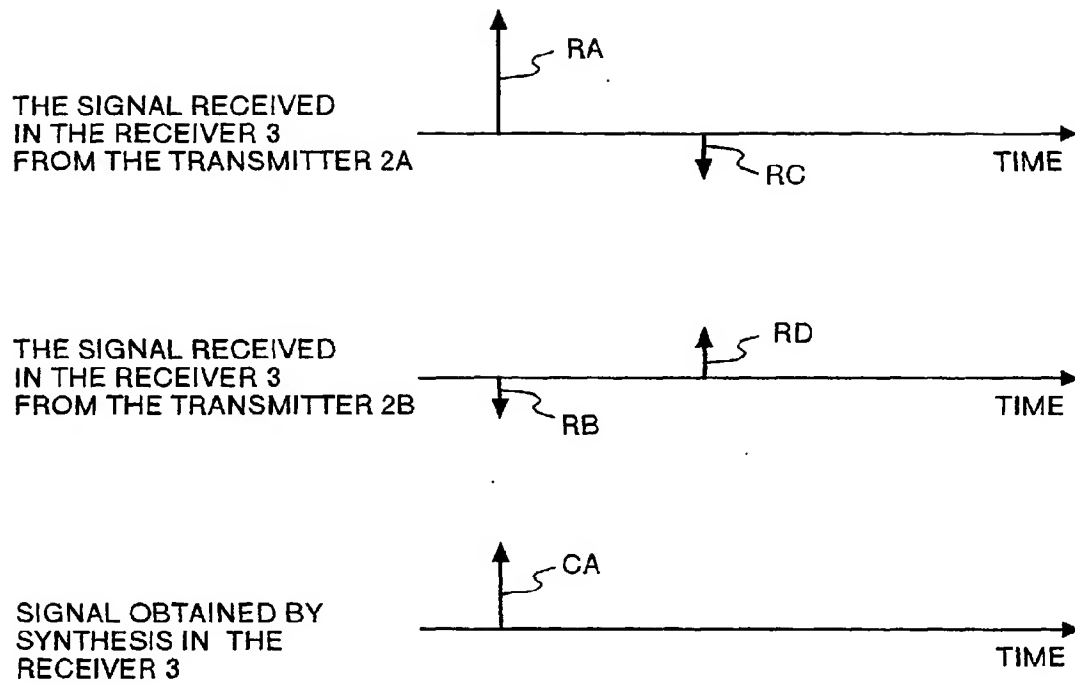 RA
THE SIGNAL RECEIVED
IN THE RECEIVER 3
FROM THE TRANSMITTER 2A
TIME
RC
THE SIGNAL RECEIVED
IN THE RECEIVER 3
FROM THE TRANSMITTER 2B
RD
TIME
RB
CA
SIGNAL OBTAINED BY
SYNTHESIS IN THE
RECEIVER 3
TIME